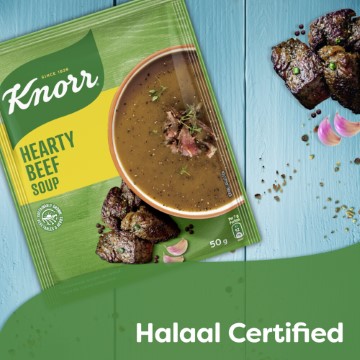 SINCE 1838
Knorr
HEARTY
BEEF
SOUP
50 g
Halaal Certified